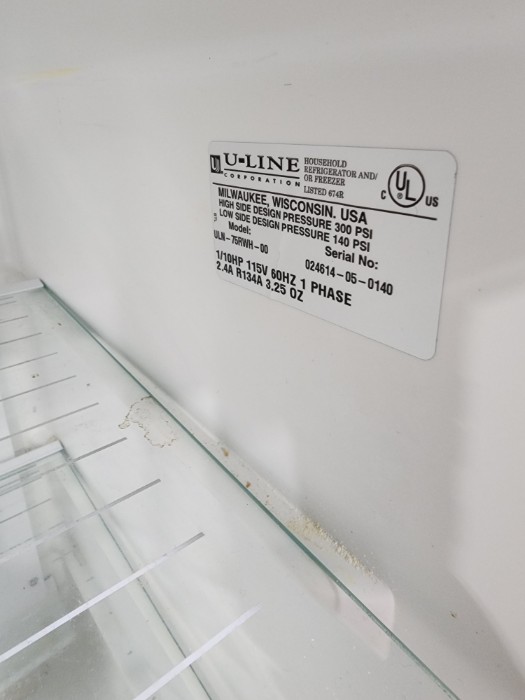 U-LINE
CORPORATION
HOUSEHOLD
REFRIGERATOR AND/
OR FREEZER
LISTED 674R
C UL ® US
MILWAUKEE, WISCONSIN. USA
HIGH SIDE DESIGN PRESSURE 300 PSI
LOW SIDE DESIGN PRESSURE 140 PSI
Model: Serial No:
ULN-75RWH-00 024614-05-0140
1/10HP 115V 60HZ 1 PHASE
2.4A R134A 3.25 OZ